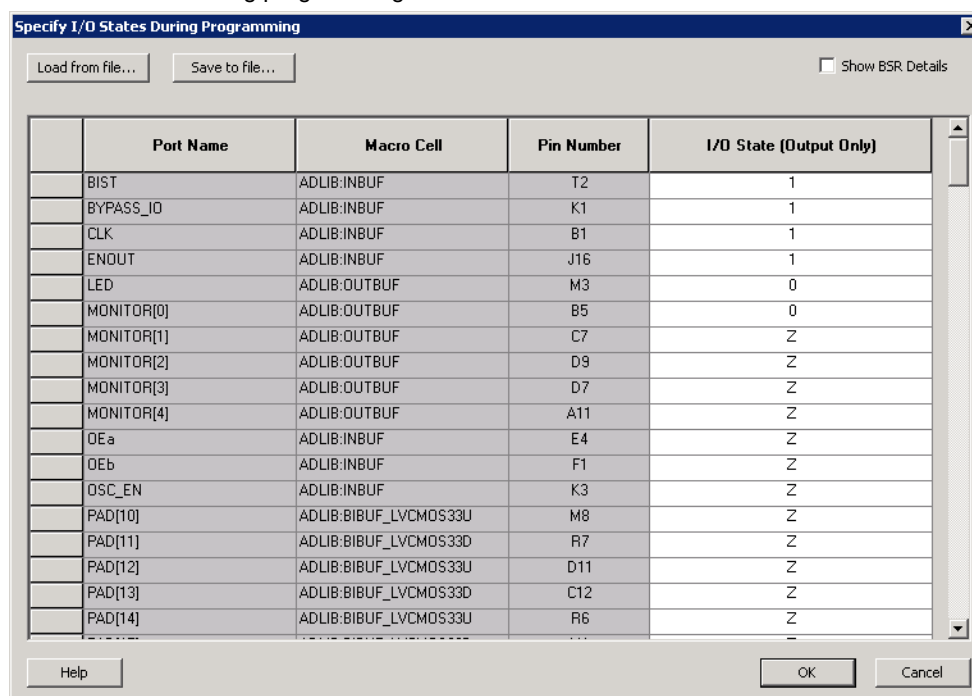 Specify I/O States During Programming
Load from file... Save to file... Show BSR Details
Port Name Macro Cell Pin Number I/O State (Output Only)
BIST ADLIB:INBUF T2 1
BYPASS_IO ADLIB:INBUF K1 1
CLK ADLIB:INBUF B1 1
ENOUT ADLIB:INBUF J16 1
LED ADLIB:OUTBUF M3 0
MONITOR[0] ADLIB:OUTBUF B5 0
MONITOR[1] ADLIB:OUTBUF C7 Z
MONITOR[2] ADLIB:OUTBUF D9 Z
MONITOR[3] ADLIB:OUTBUF D7 Z
MONITOR[4] ADLIB:OUTBUF A11 Z
OEa ADLIB:INBUF E4 Z
OEb ADLIB:INBUF F1 Z
OSC_EN ADLIB:INBUF K3 Z
PAD[10] ADLIB:BIBUF_LVCMOS33U M8 Z
PAD[11] ADLIB:BIBUF_LVCMOS33D R7 Z
PAD[12] ADLIB:BIBUF_LVCMOS33U D11 Z
PAD[13] ADLIB:BIBUF_LVCMOS33D C12 Z
PAD[14] ADLIB:BIBUF_LVCMOS33U R6 Z
Help OK Cancel